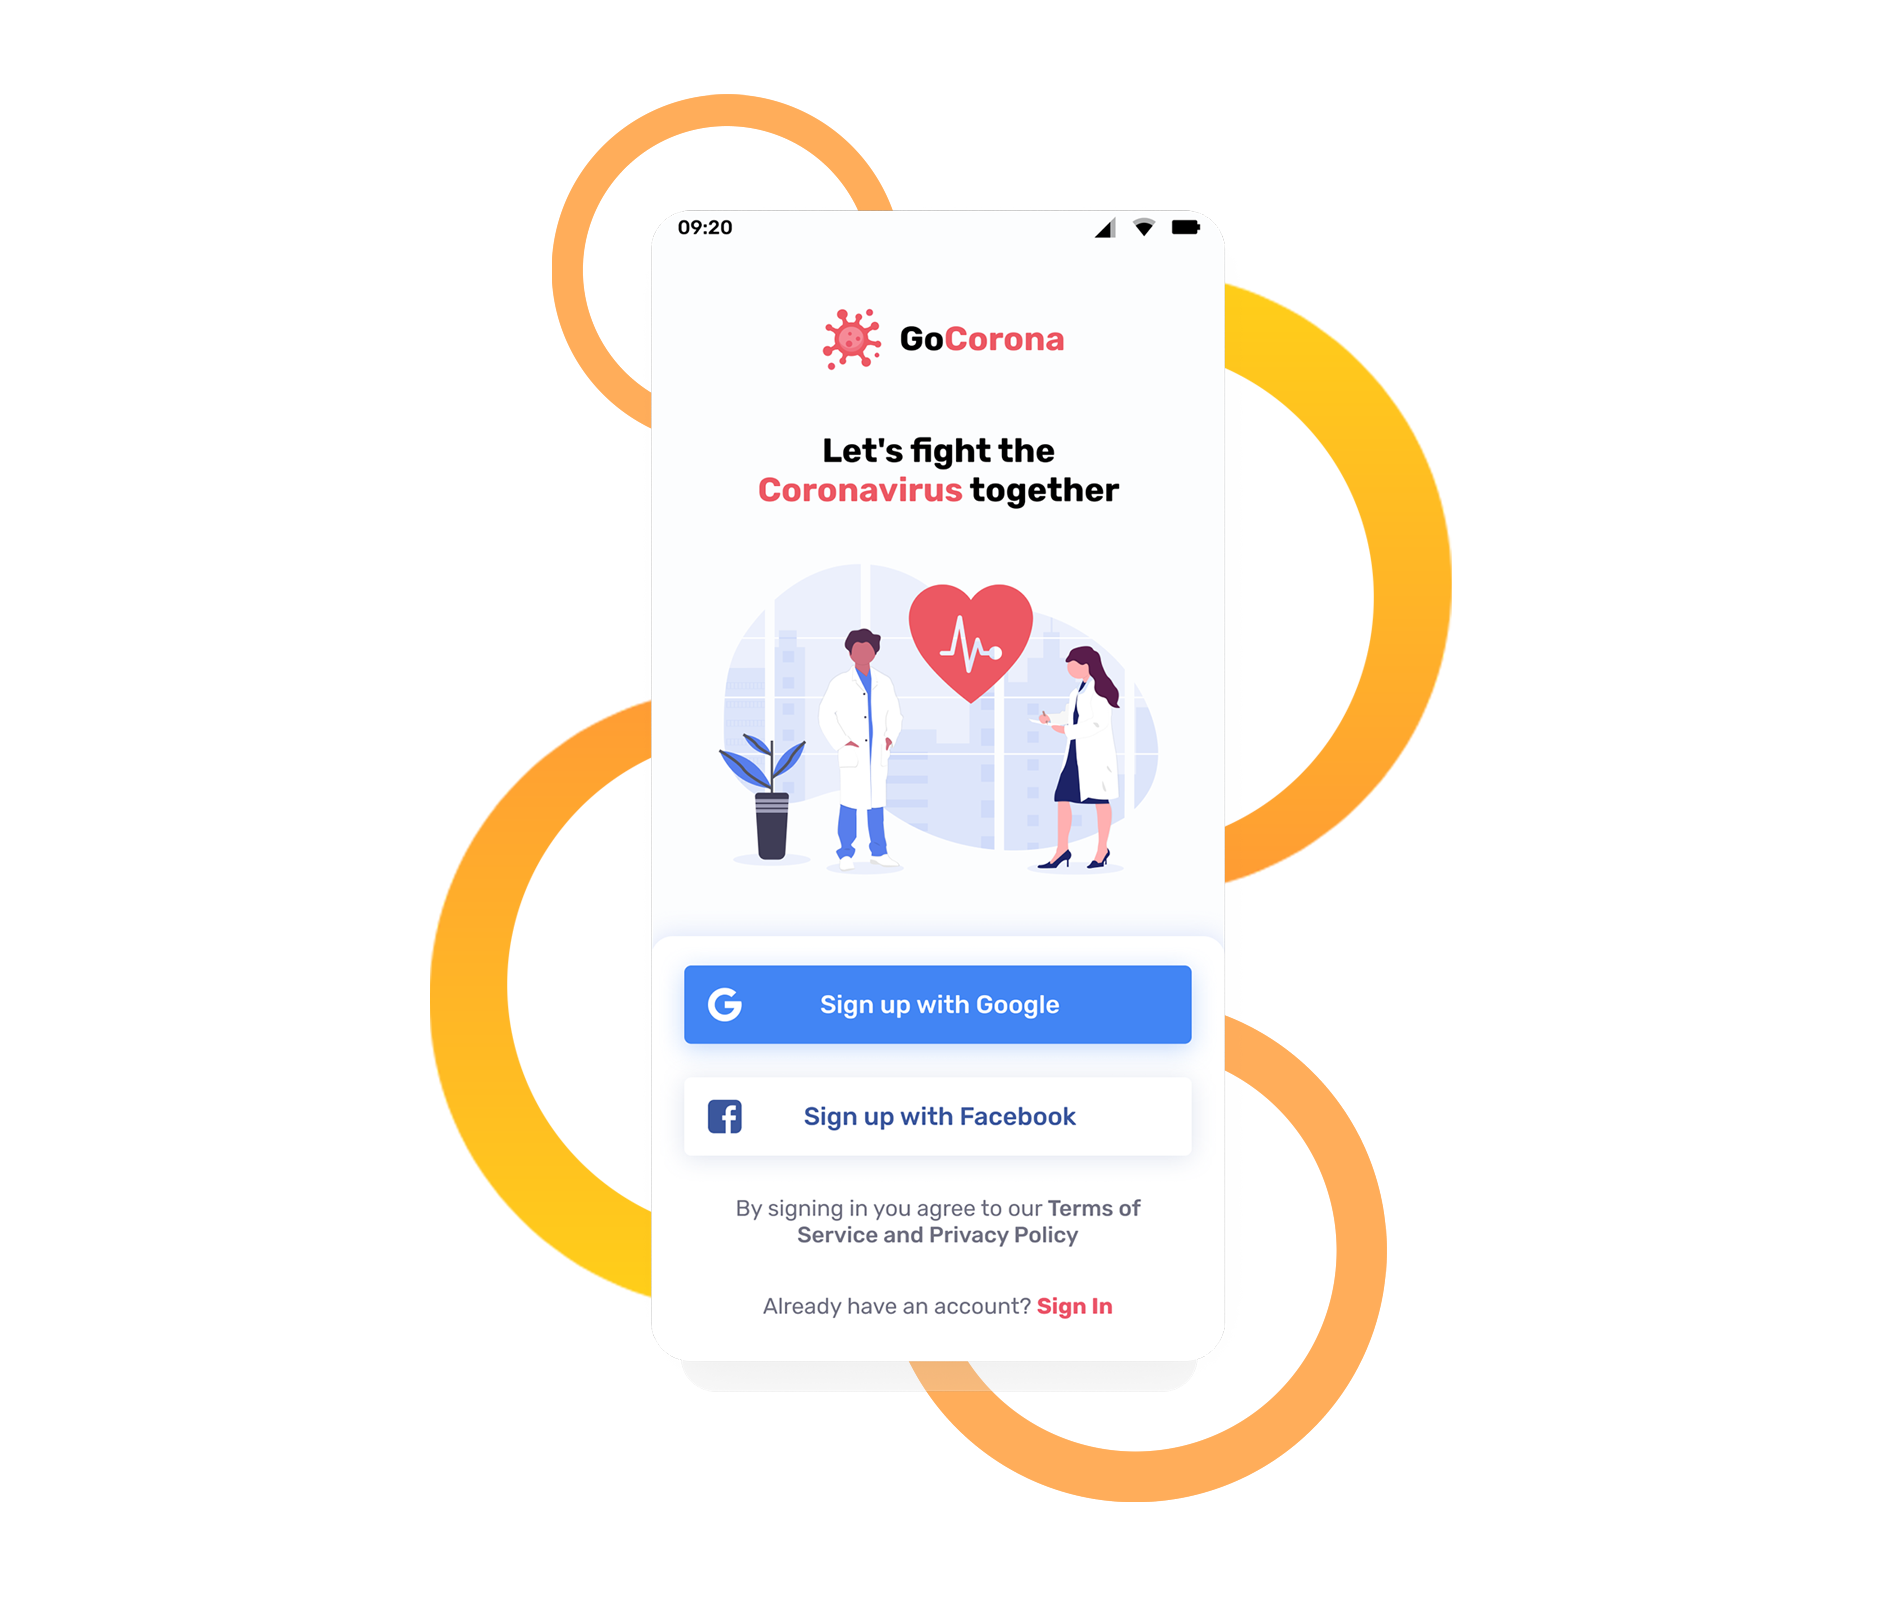 09:20
GoCorona
Let's fight the
Coronavirus together
Sign up with Google
Sign up with Facebook
By signing in you agree to our Terms of
Service and Privacy Policy
Already have an account? Sign In